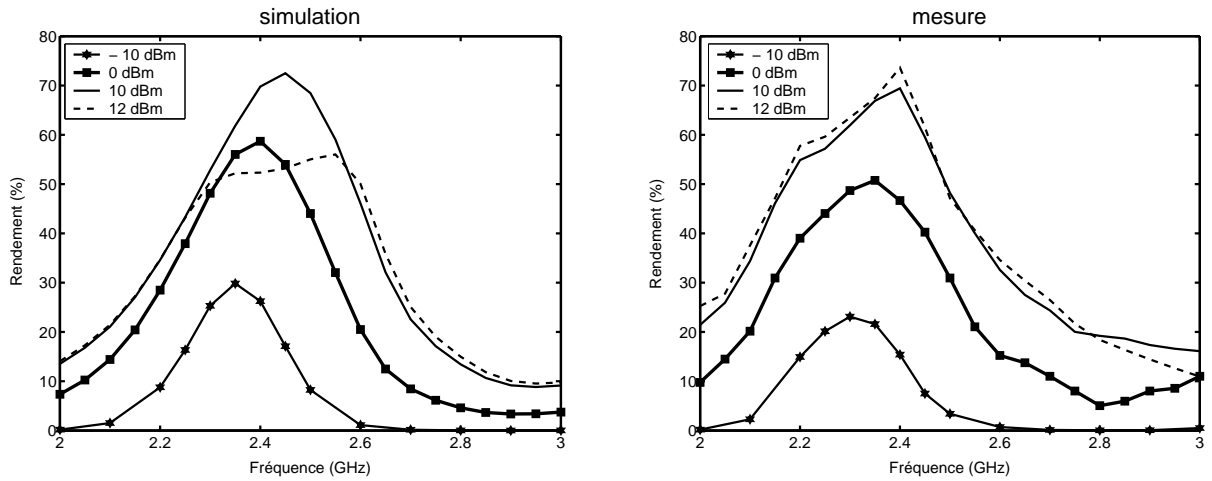 simulation
80
70
60
50
40
30
20
10
0
Rendement (%)
– 10 dBm
0 dBm
10 dBm
12 dBm
2
2.2
2.4
2.6
2.8
3
Fréquence (GHz)
mesure
80
70
60
50
40
30
20
10
0
Rendement (%)
– 10 dBm
0 dBm
10 dBm
12 dBm
2
2.2
2.4
2.6
2.8
3
Fréquence (GHz)